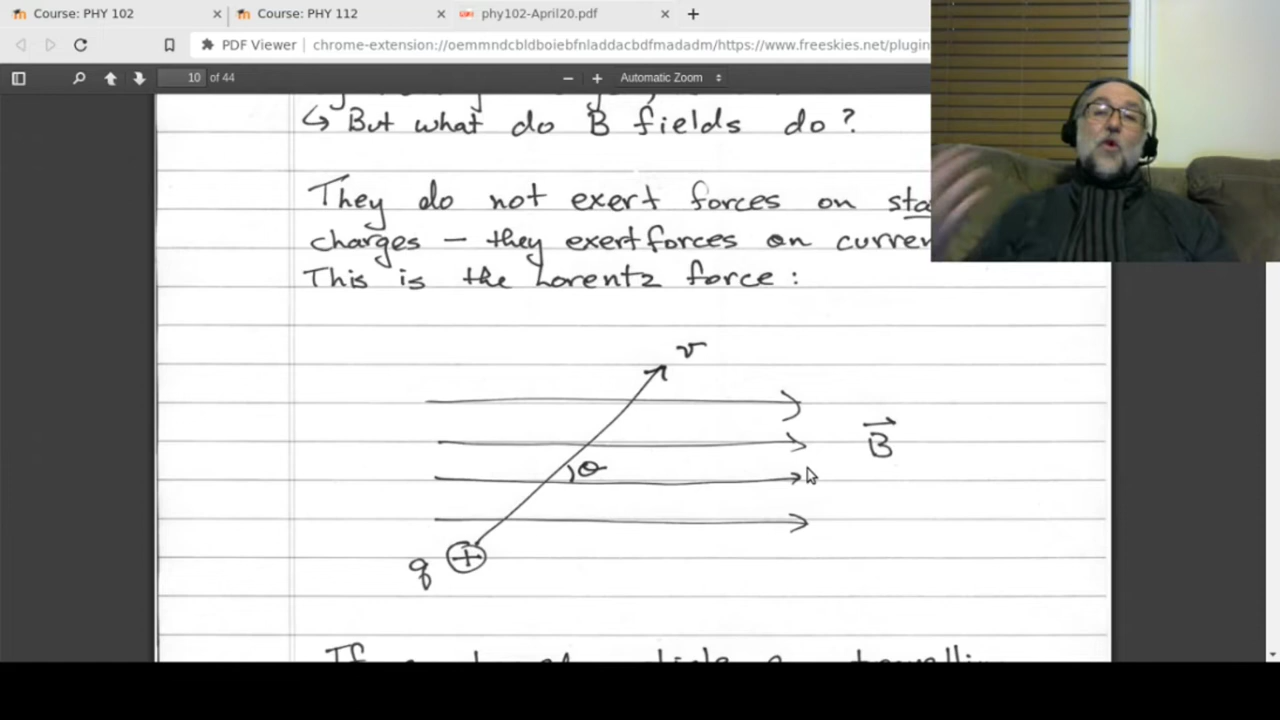 Course: PHY 102
Course: PHY 112
phy102-April20.pdf
PDF Viewer chrome-extension://oemmndcbldboiebfnladdacbdfmadadm/https://www.freeskies.net/plugin
10 of 44
Automatic Zoom
↳ But what do B fields do?
They do not exert forces on sta
charges – they exert forces on curren
This is the Lorentz force:
v
B
θ
q +
If